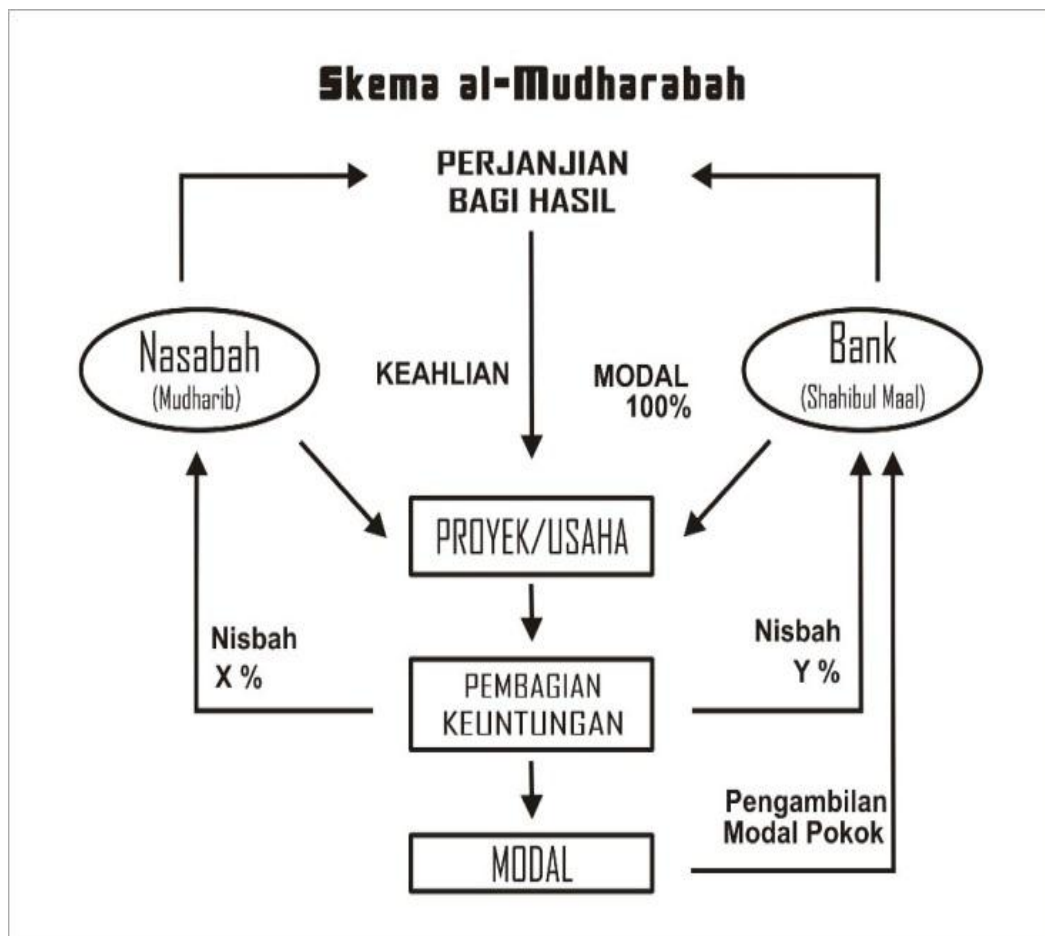 Skema al-Mudharabah
PERJANJIAN
BAGI HASIL
Nasabah
(Mudharib)
KEAHLIAN
MODAL
100%
Bank
(Shahibul Maal)
PROYEK/USAHA
Nisbah
X %
PEMBAGIAN
KEUNTUNGAN
Nisbah
Y %
MODAL
Pengambilan
Modal Pokok